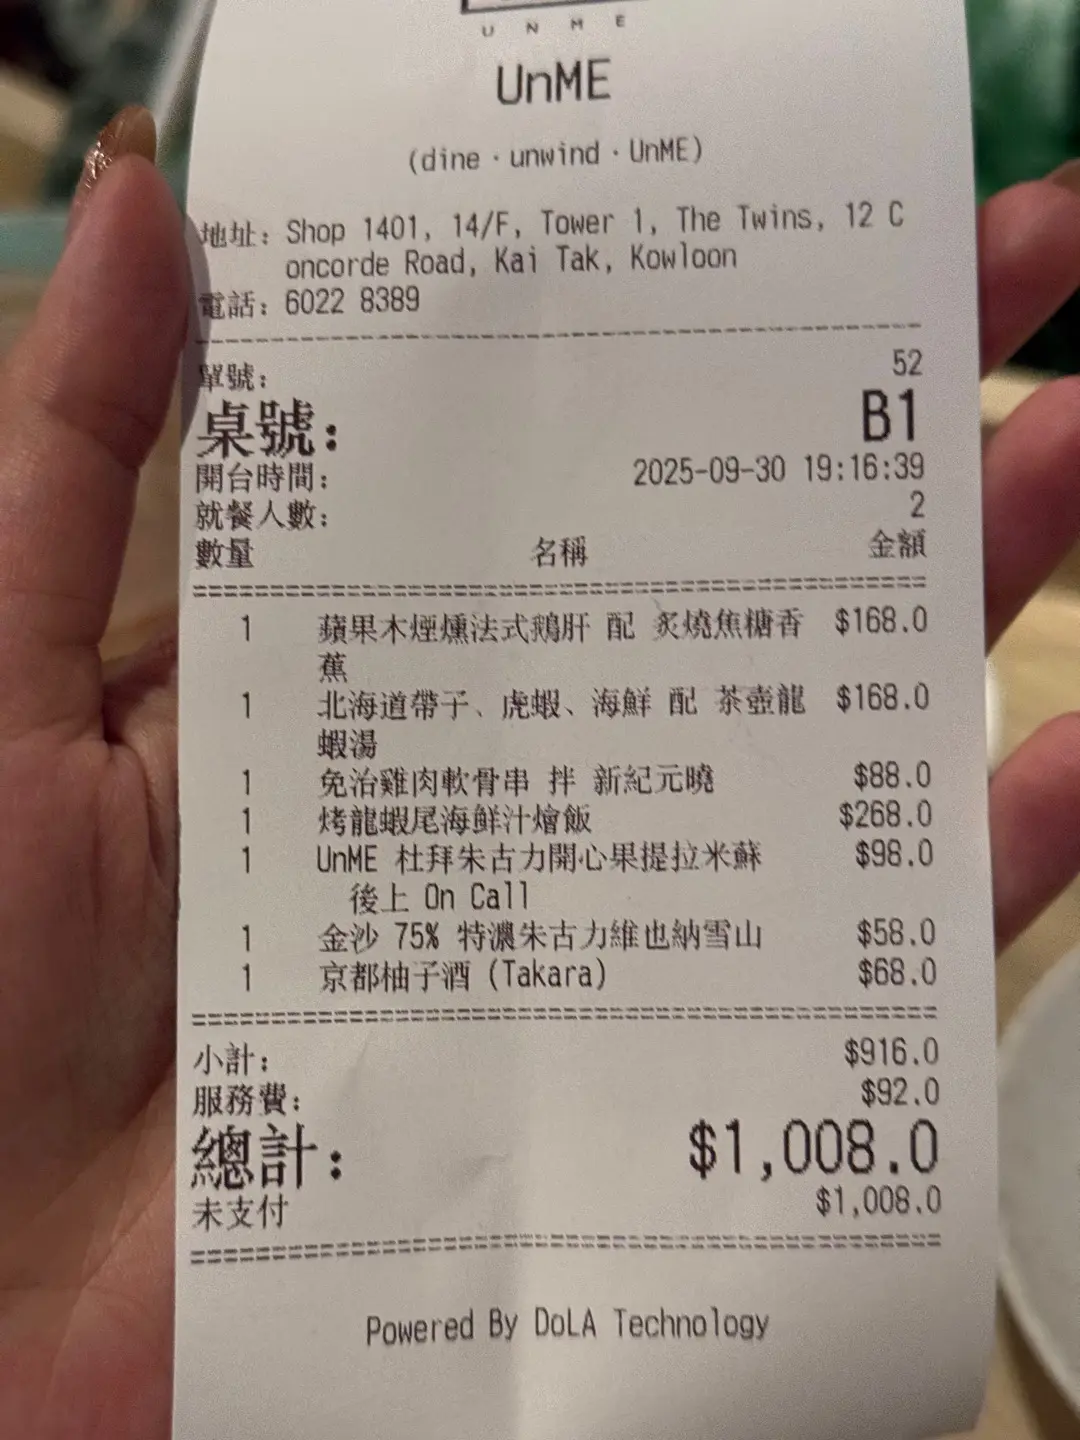 UNME
UnME
(dine · unwind · UnME)
地址: Shop 1401, 14/F, Tower 1, The Twins, 12 C
oncorde Road, Kai Tak, Kowloon
電話: 6022 8389
單號: 52
桌號: B1
開台時間: 2025-09-30 19:16:39
就餐人數: 2
數量 名稱 金額
1 蘋果木煙燻法式鵝肝 配 炙燒焦糖香 $168.0
蕉
1 北海道帶子、虎蝦、海鮮 配 茶壺龍 $168.0
蝦湯
1 免治雞肉軟骨串 拌 新紀元曉 $88.0
1 烤龍蝦尾海鮮汁燴飯 $268.0
1 UnME 杜拜朱古力開心果提拉米蘇 $98.0
後上 On Call
1 金沙 75% 特濃朱古力維也納雪山 $58.0
1 京都柚子酒 (Takara) $68.0
小計: $916.0
服務費: $92.0
總計: $1,008.0
未支付 $1,008.0
Powered By DoLA Technology